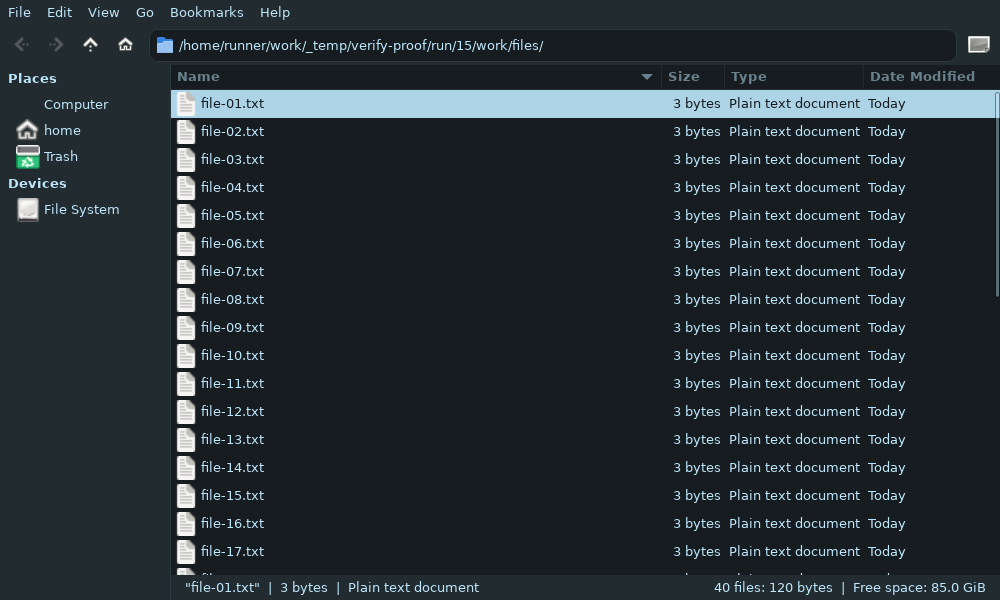 File Edit View Go Bookmarks Help
/home/runner/work/_temp/verify-proof/run/15/work/files/
Places
Computer
home
Trash
Devices
File System
Name Size Type Date Modified
file-01.txt 3 bytes Plain text document Today
file-02.txt 3 bytes Plain text document Today
file-03.txt 3 bytes Plain text document Today
file-04.txt 3 bytes Plain text document Today
file-05.txt 3 bytes Plain text document Today
file-06.txt 3 bytes Plain text document Today
file-07.txt 3 bytes Plain text document Today
file-08.txt 3 bytes Plain text document Today
file-09.txt 3 bytes Plain text document Today
file-10.txt 3 bytes Plain text document Today
file-11.txt 3 bytes Plain text document Today
file-12.txt 3 bytes Plain text document Today
file-13.txt 3 bytes Plain text document Today
file-14.txt 3 bytes Plain text document Today
file-15.txt 3 bytes Plain text document Today
file-16.txt 3 bytes Plain text document Today
file-17.txt 3 bytes Plain text document Today
"file-01.txt" | 3 bytes | Plain text document 40 files: 120 bytes | Free space: 85.0 GiB